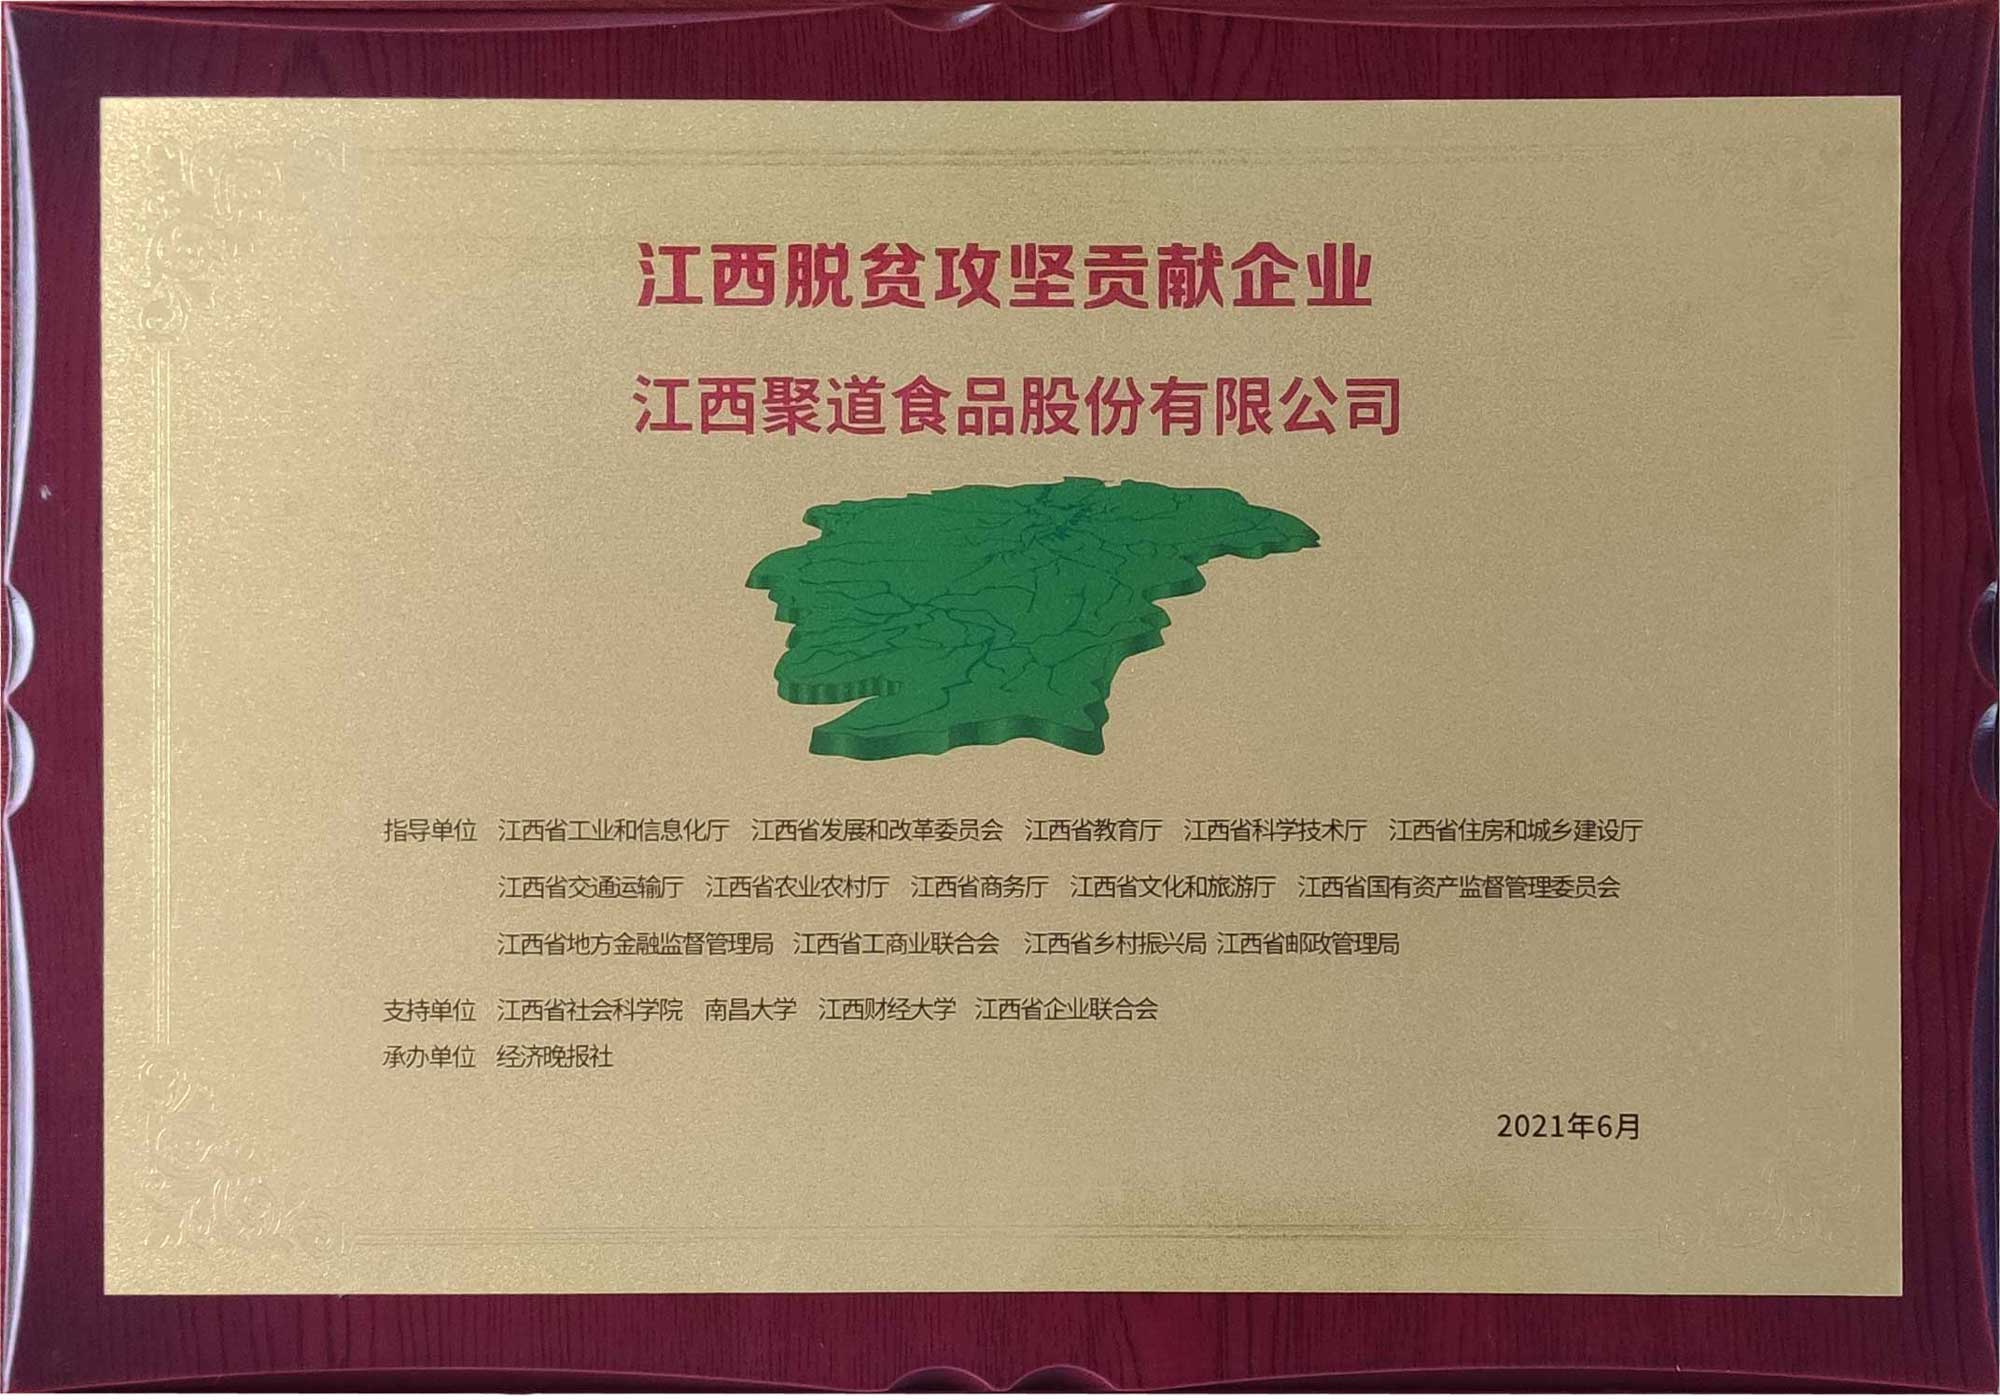 江西脱贫攻坚贡献企业
江西聚道食品股份有限公司
指导单位 江西省工业和信息化厅 江西省发展和改革委员会 江西省教育厅 江西省科学技术厅 江西省住房和城乡建设厅
江西省交通运输厅 江西省农业农村厅 江西省商务厅 江西省文化和旅游厅 江西省国有资产监督管理委员会
江西省地方金融监督管理局 江西省工商业联合会 江西省乡村振兴局 江西省邮政管理局
支持单位 江西省社会科学院 南昌大学 江西财经大学 江西省企业联合会
承办单位 经济晚报社
2021年6月